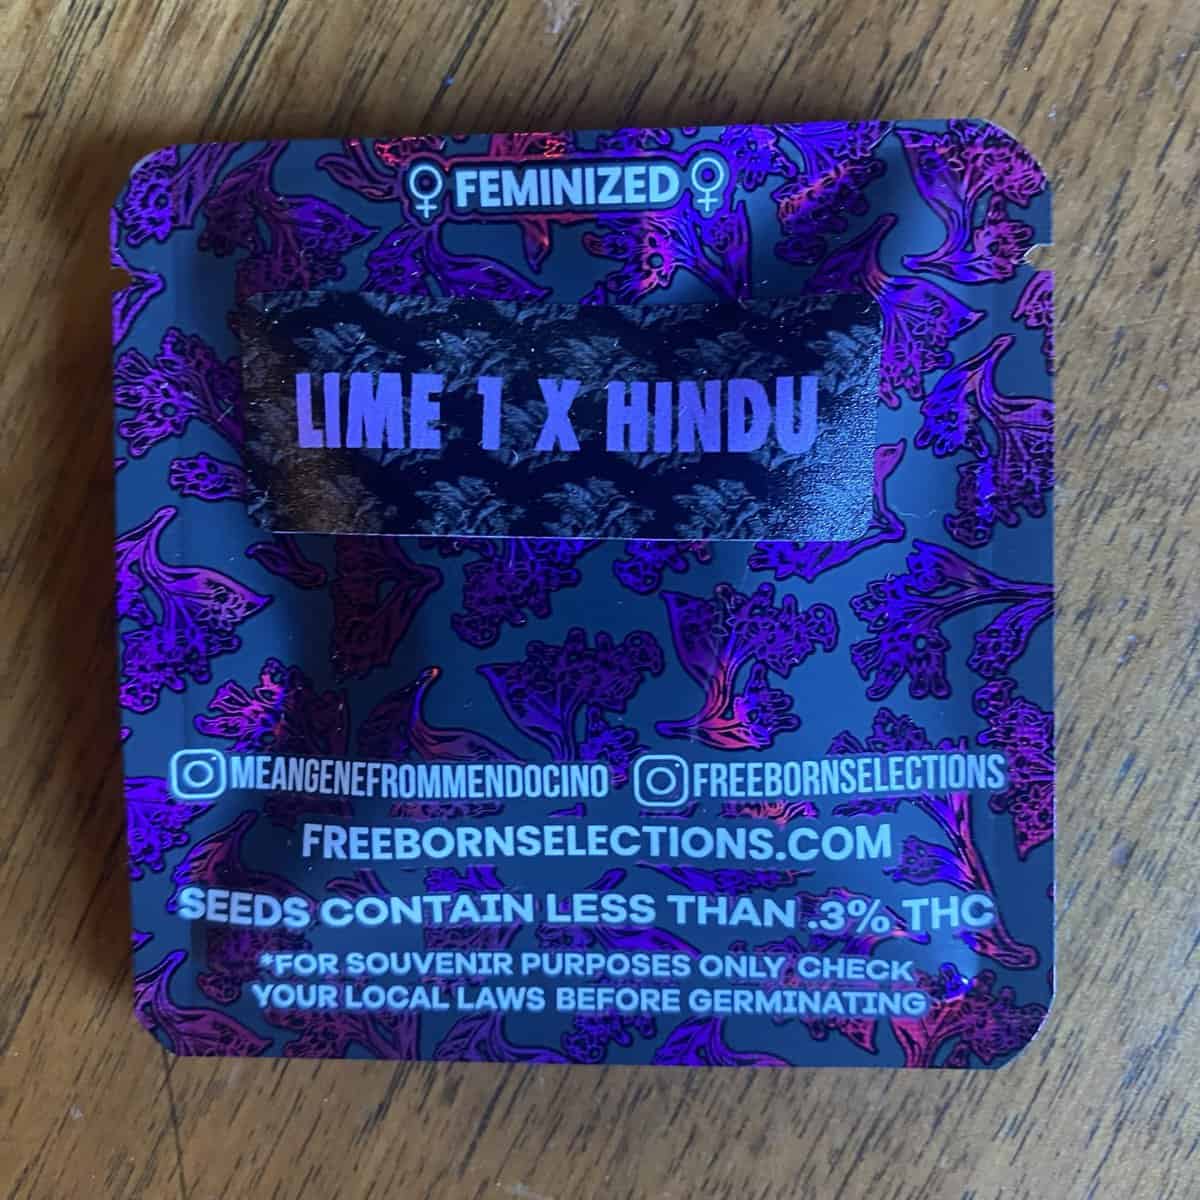 FEMINIZED
LIME 1 X HINDU
MEANGENEFROMMENDOCINO FREEBORNSELECTIONS
FREEBORNSELECTIONS.COM
SEEDS CONTAIN LESS THAN .3% THC
*FOR SOUVENIR PURPOSES ONLY CHECK
YOUR LOCAL LAWS BEFORE GERMINATING